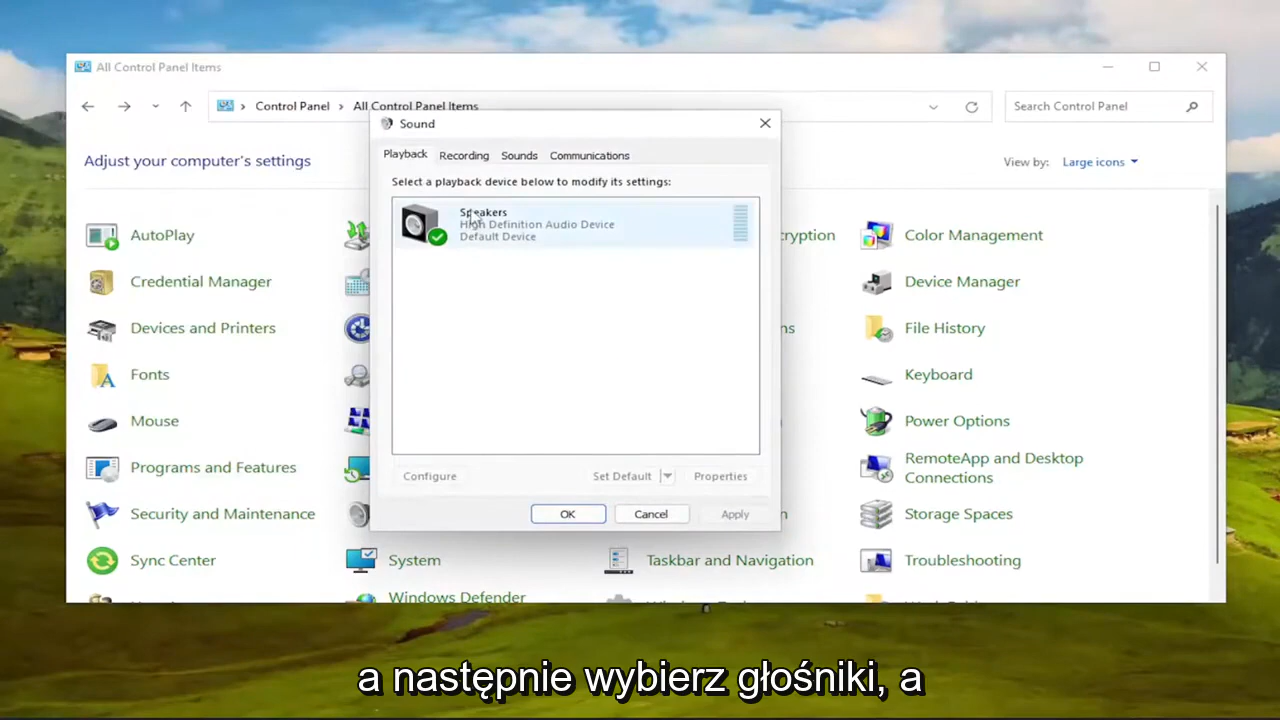 All Control Panel Items
Control Panel
All Control Panel Items
Search Control Panel
Adjust your computer's settings
View by:
Large icons
Sound
Playback
Recording
Sounds
Communications
Select a playback device below to modify its settings:
Speakers
High Definition Audio Device
Default Device
Configure
Set Default
Properties
OK
Cancel
Apply
AutoPlay
Color Management
Credential Manager
Device Manager
Devices and Printers
File History
Fonts
Keyboard
Mouse
Power Options
Programs and Features
RemoteApp and Desktop
Connections
Security and Maintenance
Storage Spaces
Sync Center
System
Taskbar and Navigation
Troubleshooting
Windows Defender
a następnie wybierz głośniki, a